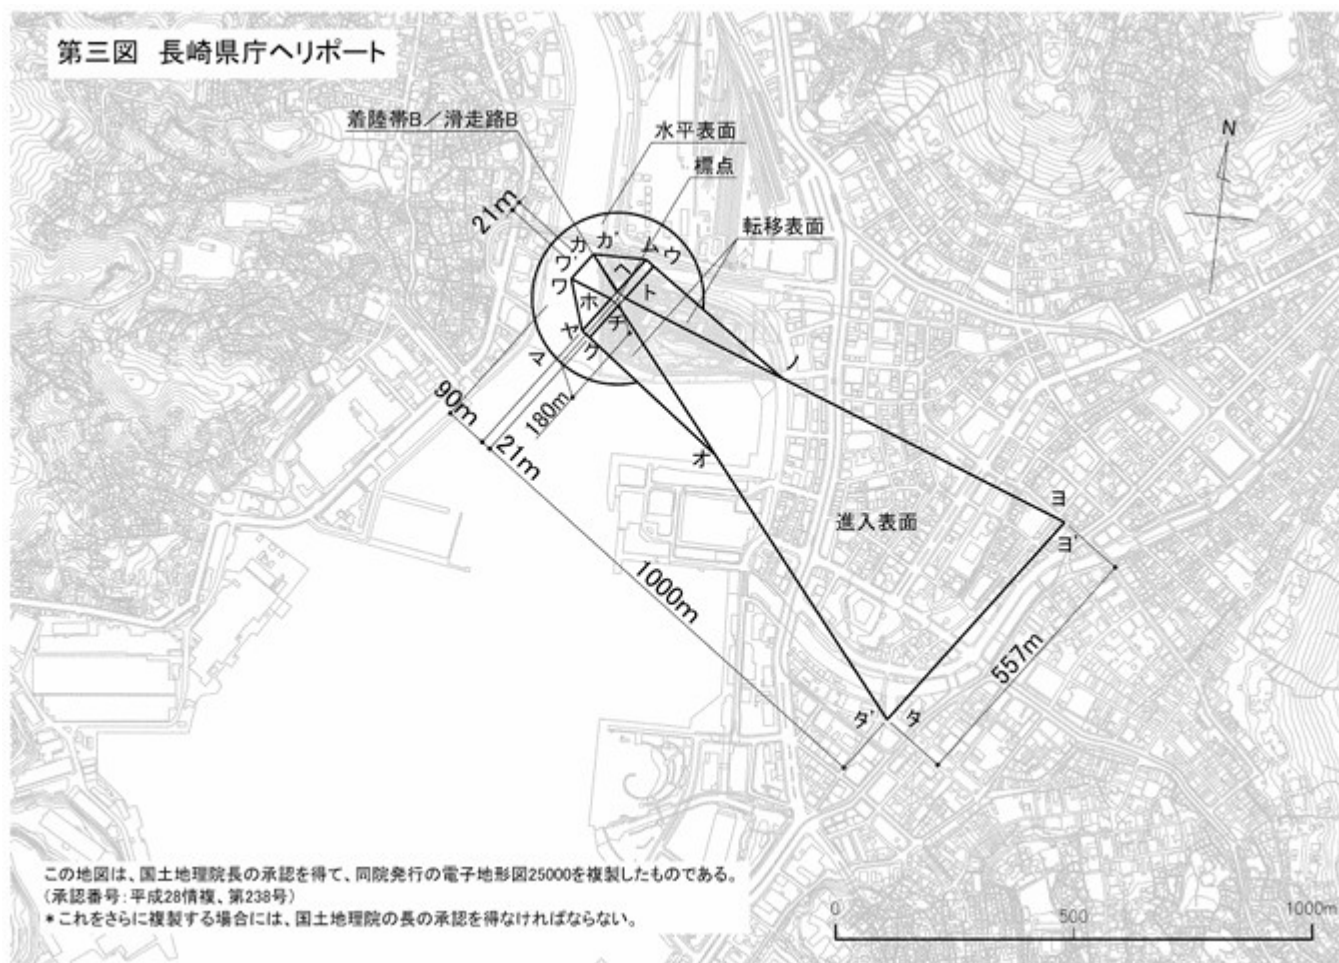 第三図 長崎県庁ヘリポート
着陸帯B／滑走路B
水平表面
標点
転移表面
N
21m
カ
カ'
ム
ウ
ワ'
ワ
ヘ
ト
ホ
チ
ヤ
ク
マ
ノ
90m
21m
180m
オ
ヨ
ヨ'
進入表面
1000m
557m
タ'
タ
この地図は、国土地理院長の承認を得て、同院発行の電子地形図25000を複製したものである。
（承認番号：平成28情複、第238号）
＊これをさらに複製する場合には、国土地理院の長の承認を得なければならない。
0
500
1000m